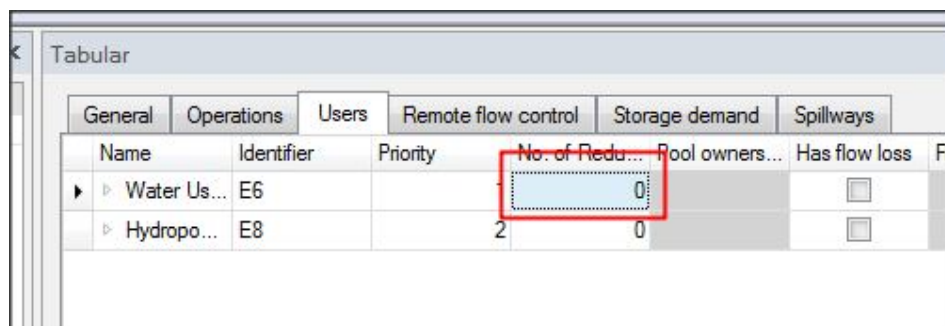 Tabular
General Operations Users Remote flow control Storage demand Spillways
Name Identifier Priority No. of Redu... Pool owners... Has flow loss F
Water Us... E6 0
Hydropo... E8 2 0